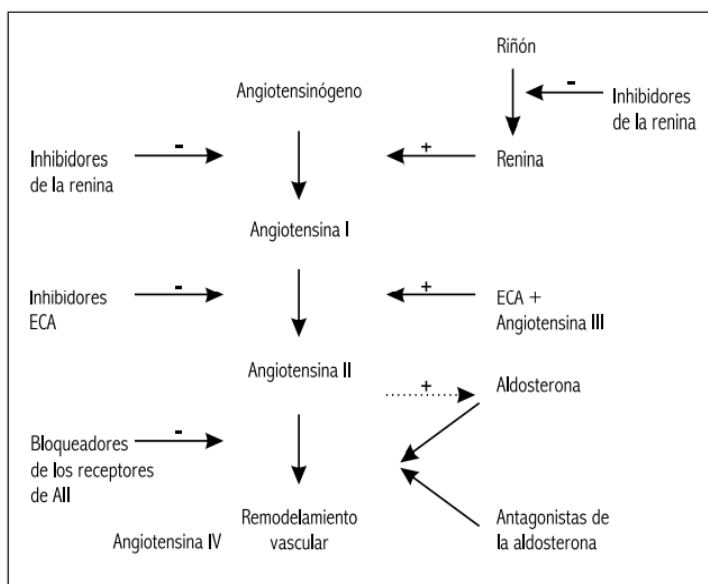 Riñón
Angiotensinógeno
-
Inhibidores
de la renina
Inhibidores
de la renina
-
+
Renina
Angiotensina I
Inhibidores
ECA
-
+
ECA +
Angiotensina III
Angiotensina II
+
Aldosterona
Bloqueadores
de los receptores
de AII
-
Angiotensina IV
Remodelamiento
vascular
Antagonistas de
la aldosterona